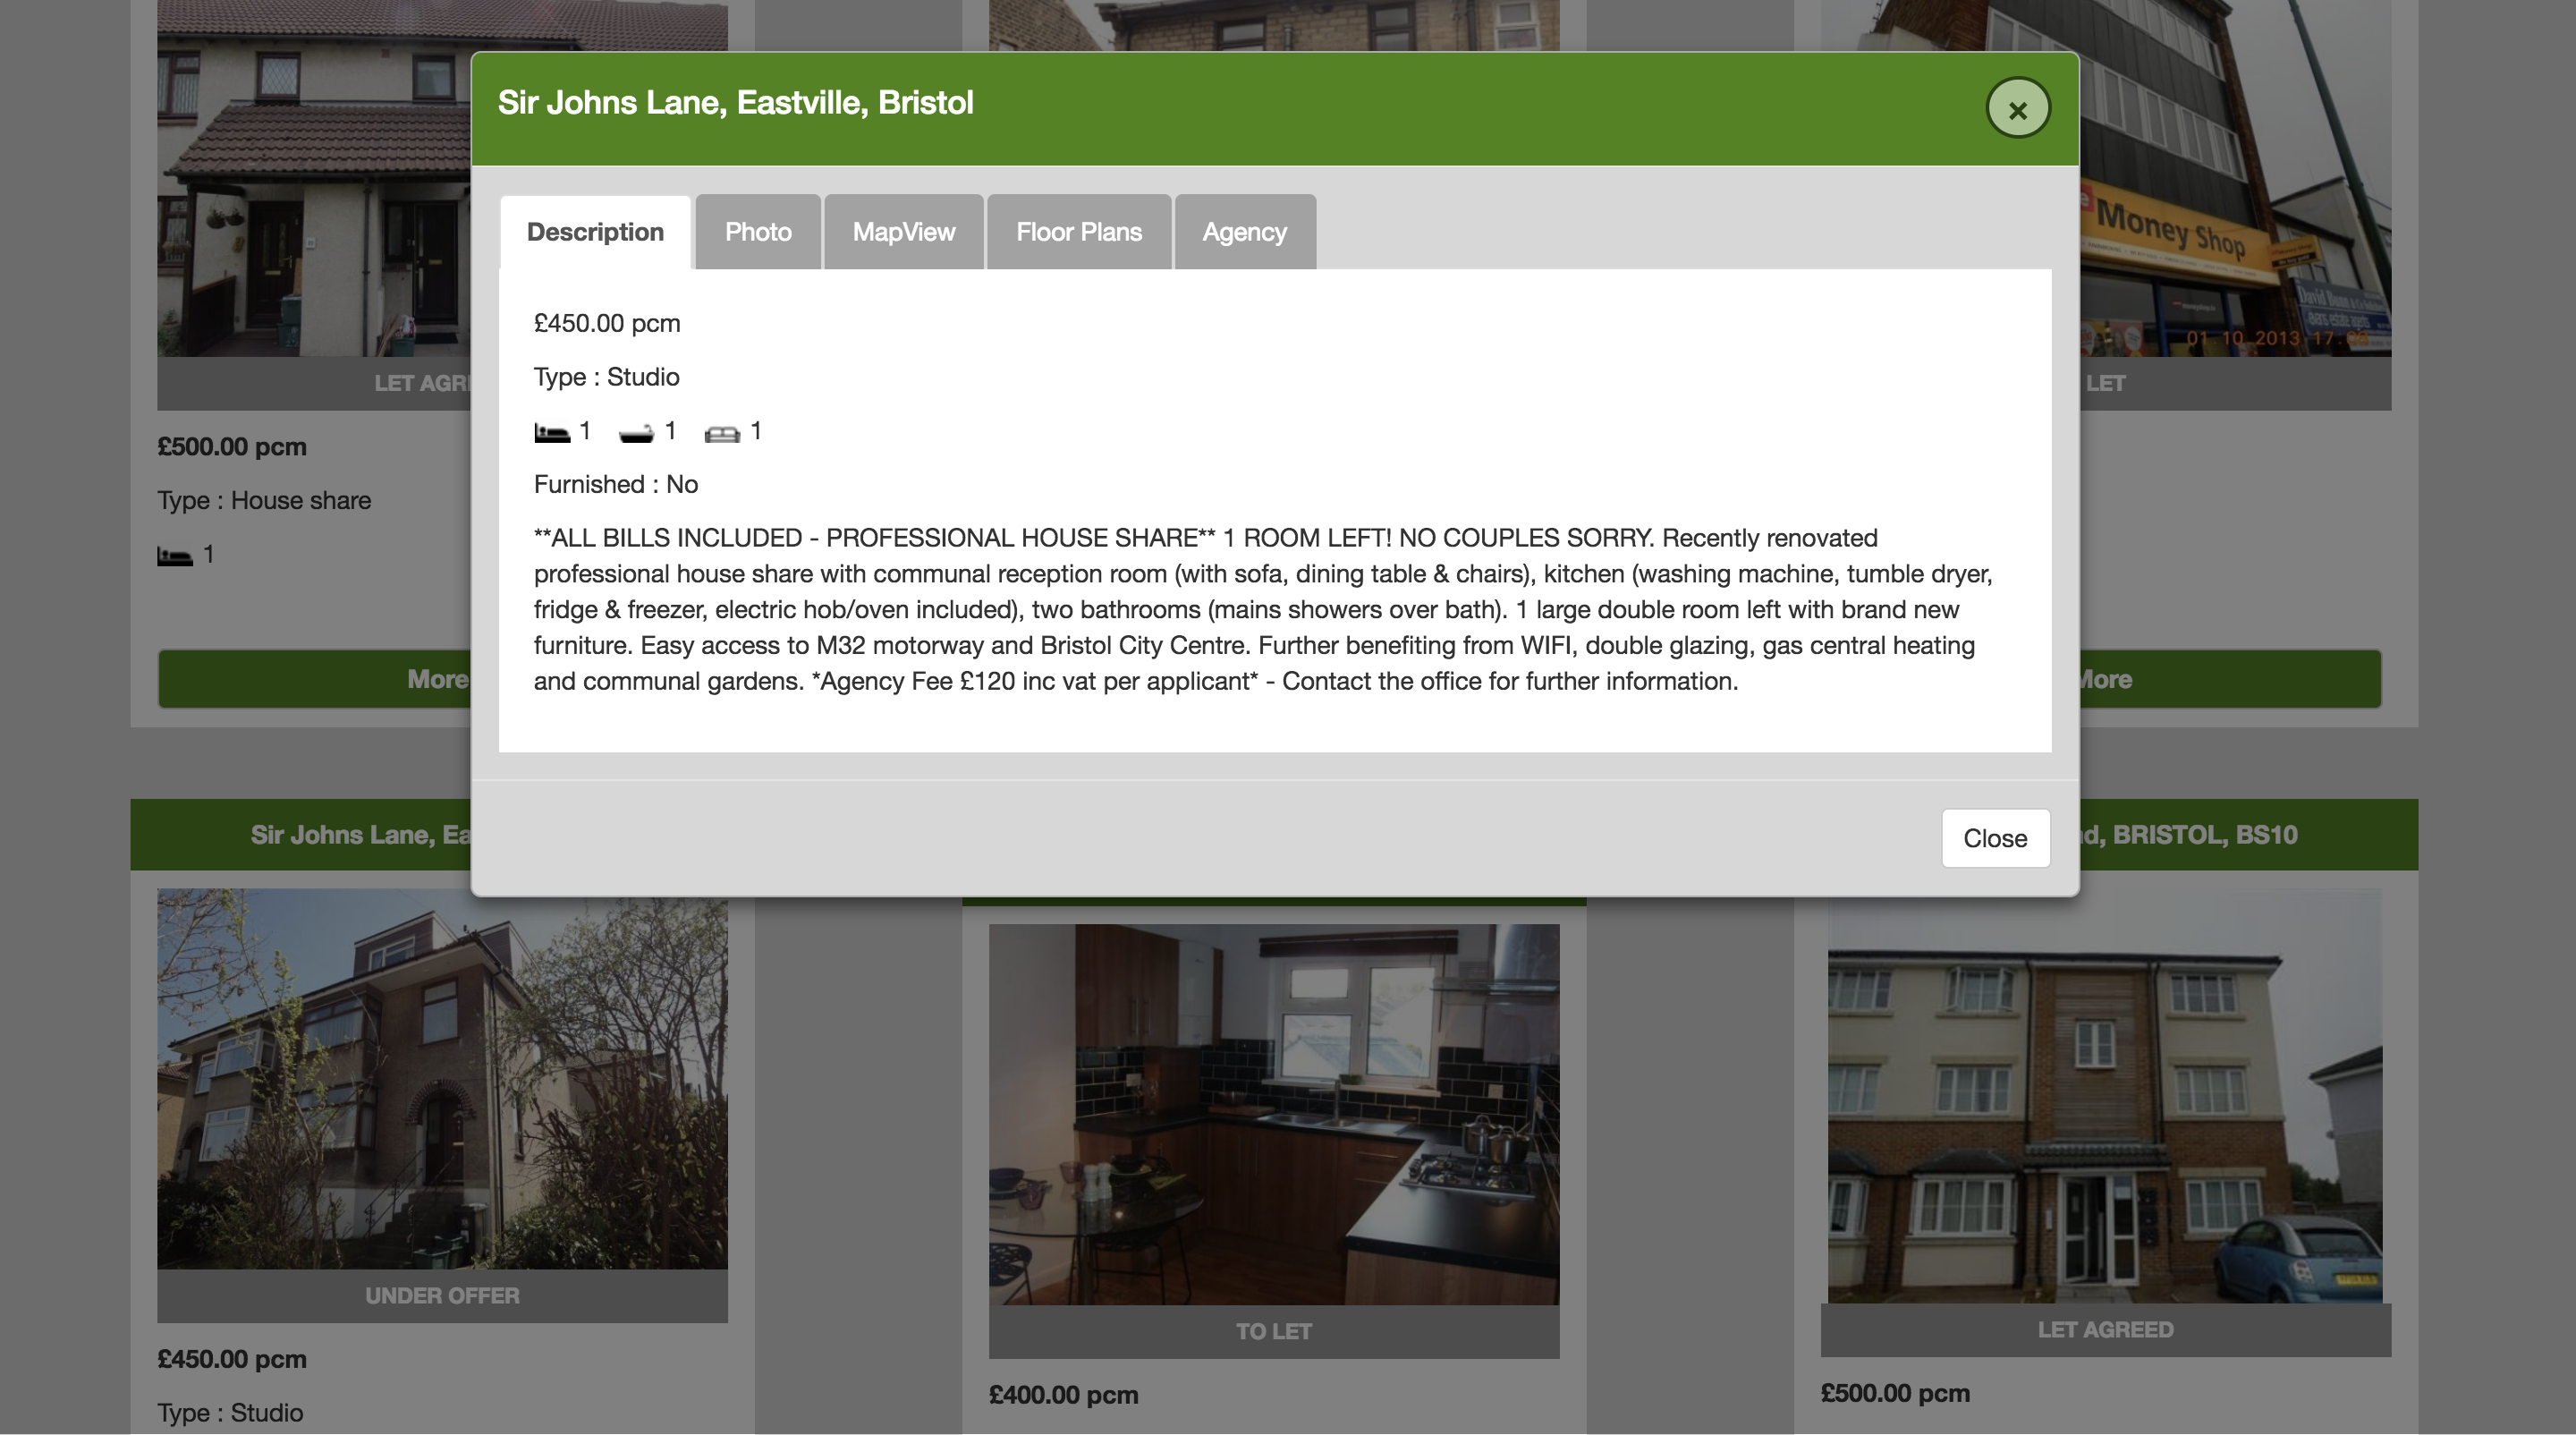 Sir Johns Lane, Eastville, Bristol
×
Description
Photo
MapView
Floor Plans
Agency
£450.00 pcm
Type : Studio
1 1 1
Furnished : No
**ALL BILLS INCLUDED - PROFESSIONAL HOUSE SHARE** 1 ROOM LEFT! NO COUPLES SORRY. Recently renovated
professional house share with communal reception room (with sofa, dining table & chairs), kitchen (washing machine, tumble dryer,
fridge & freezer, electric hob/oven included), two bathrooms (mains showers over bath). 1 large double room left with brand new
furniture. Easy access to M32 motorway and Bristol City Centre. Further benefiting from WIFI, double glazing, gas central heating
and communal gardens. *Agency Fee £120 inc vat per applicant* - Contact the office for further information.
Close
LET AGR
£500.00 pcm
Type : House share
1
More
Money Shop
01.10.2013 17
LET
More
Sir Johns Lane, Ea
UNDER OFFER
£450.00 pcm
Type : Studio
TO LET
£400.00 pcm
d, BRISTOL, BS10
LET AGREED
£500.00 pcm